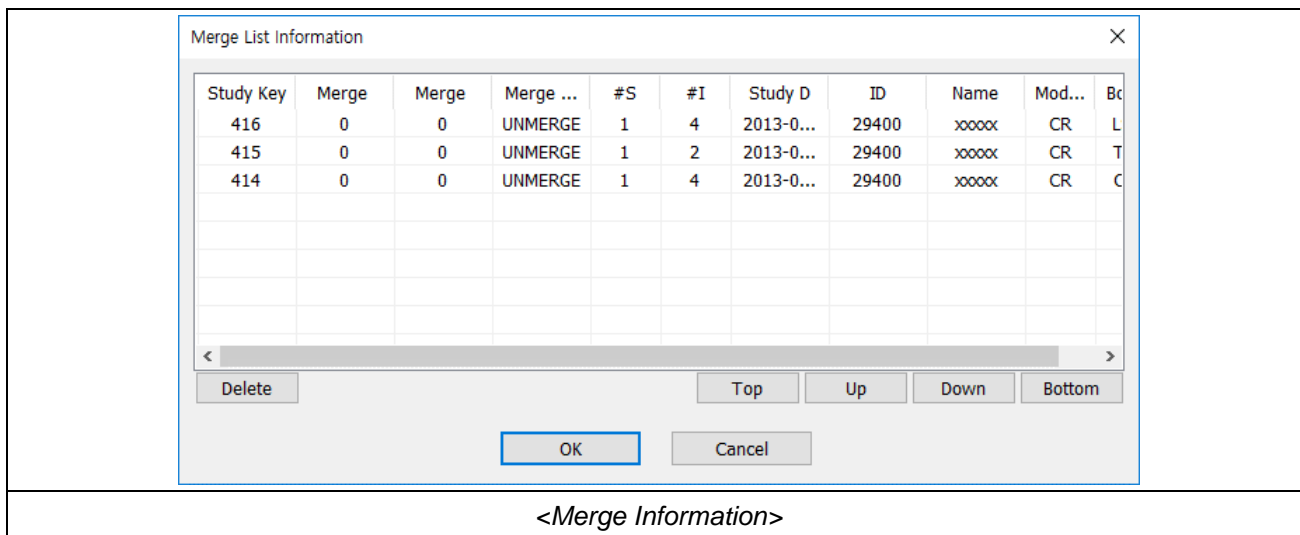 Merge List Information
Study Key Merge Merge Merge ... #S #I Study D ID Name Mod... Bo
416 0 0 UNMERGE 1 4 2013-0... 29400 xxxxx CR L
415 0 0 UNMERGE 1 2 2013-0... 29400 xxxxx CR T
414 0 0 UNMERGE 1 4 2013-0... 29400 xxxxx CR C
Delete Top Up Down Bottom
OK Cancel
<Merge Information>